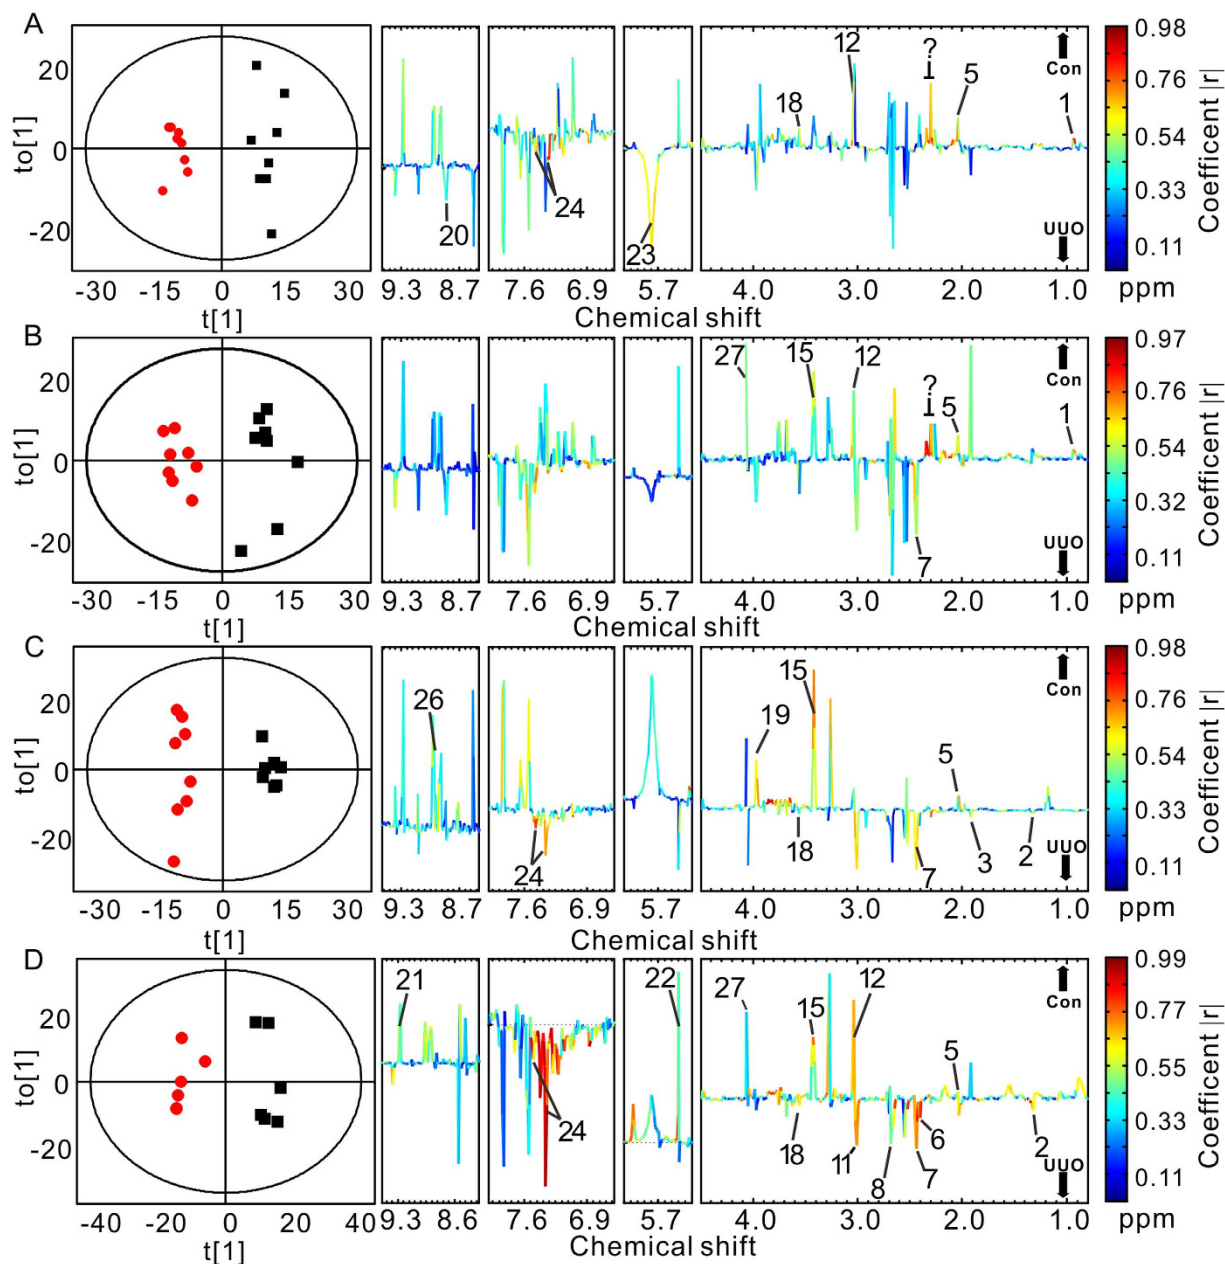 A
to[1]
20
0
-20
-30 -15 0 15 30
t[1]
20
24
23
18
12
?
5
1
Con
UUO
9.3 8.7 7.6 6.9 5.7 4.0 3.0 2.0 1.0 ppm
Chemical shift
0.98
0.76
0.54
0.33
0.11
Coefficent |r|
B
to[1]
20
0
-20
-30 -15 0 15 30
t[1]
27
15
12
?
5
1
7
Con
UUO
9.3 8.7 7.6 6.9 5.7 4.0 3.0 2.0 1.0 ppm
Chemical shift
0.97
0.76
0.54
0.32
0.11
Coefficent |r|
C
to[1]
20
0
-20
-30 -15 0 15 30
t[1]
26
24
19
15
18
7
5
3
2
Con
UUO
9.3 8.7 7.6 6.9 5.7 4.0 3.0 2.0 1.0 ppm
Chemical shift
0.98
0.76
0.54
0.33
0.11
Coefficent |r|
D
to[1]
20
0
-20
-40 -20 0 20 40
t[1]
21
24
22
27
15
12
18
11
8
7
6
5
2
Con
UUO
9.3 8.6 7.6 6.9 5.7 4.0 3.0 2.0 1.0 ppm
Chemical shift
0.99
0.77
0.55
0.33
0.11
Coefficent |r|